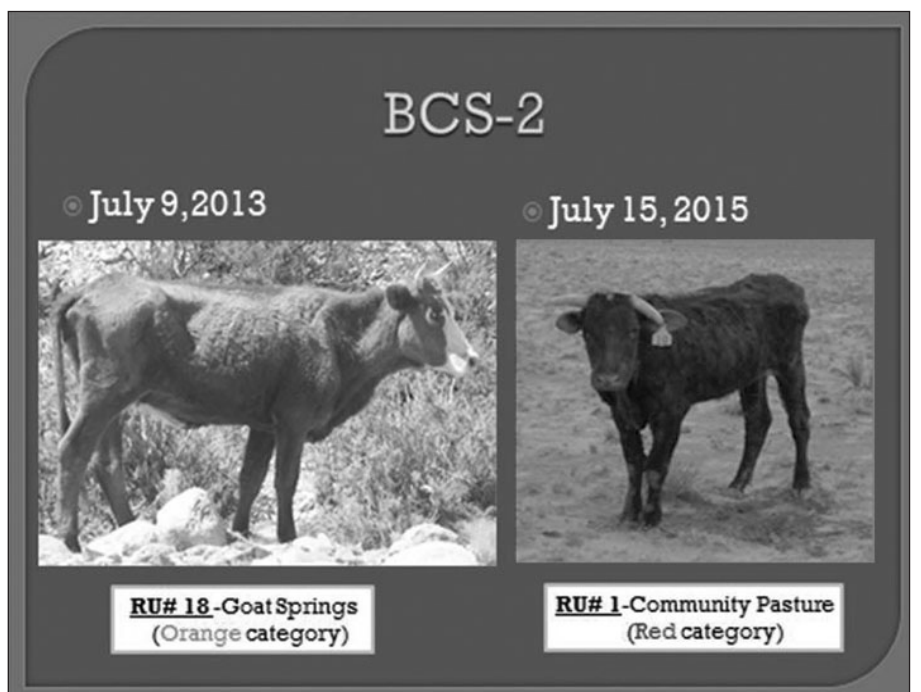 BCS-2
July 9,2013
July 15, 2015
RU# 18-Goat Springs
(Orange category)
RU# 1-Community Pasture
(Red category)